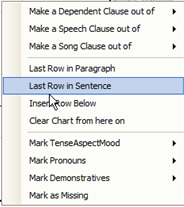 Make a Dependent Clause out of
Make a Speech Clause out of
Make a Song Clause out of
Last Row in Paragraph
Last Row in Sentence
Insert Row Below
Clear Chart from here on
Mark TenseAspectMood
Mark Pronouns
Mark Demonstratives
Mark as Missing